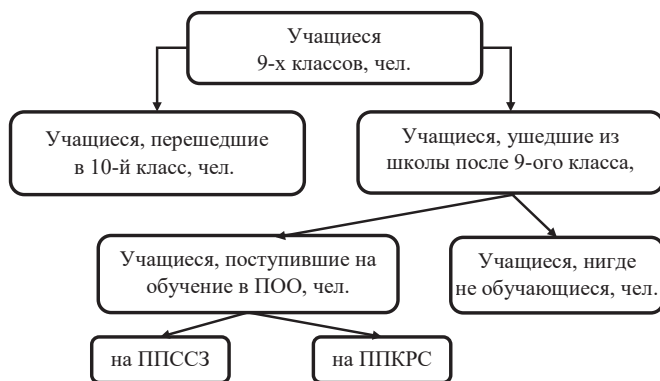 Учащиеся
9-х классов, чел.
Учащиеся, перешедшие
в 10-й класс, чел.
Учащиеся, ушедшие из
школы после 9-ого класса,
Учащиеся, поступившие на
обучение в ПОО, чел.
Учащиеся, нигде
не обучающиеся, чел.
на ППССЗ
на ППКРС